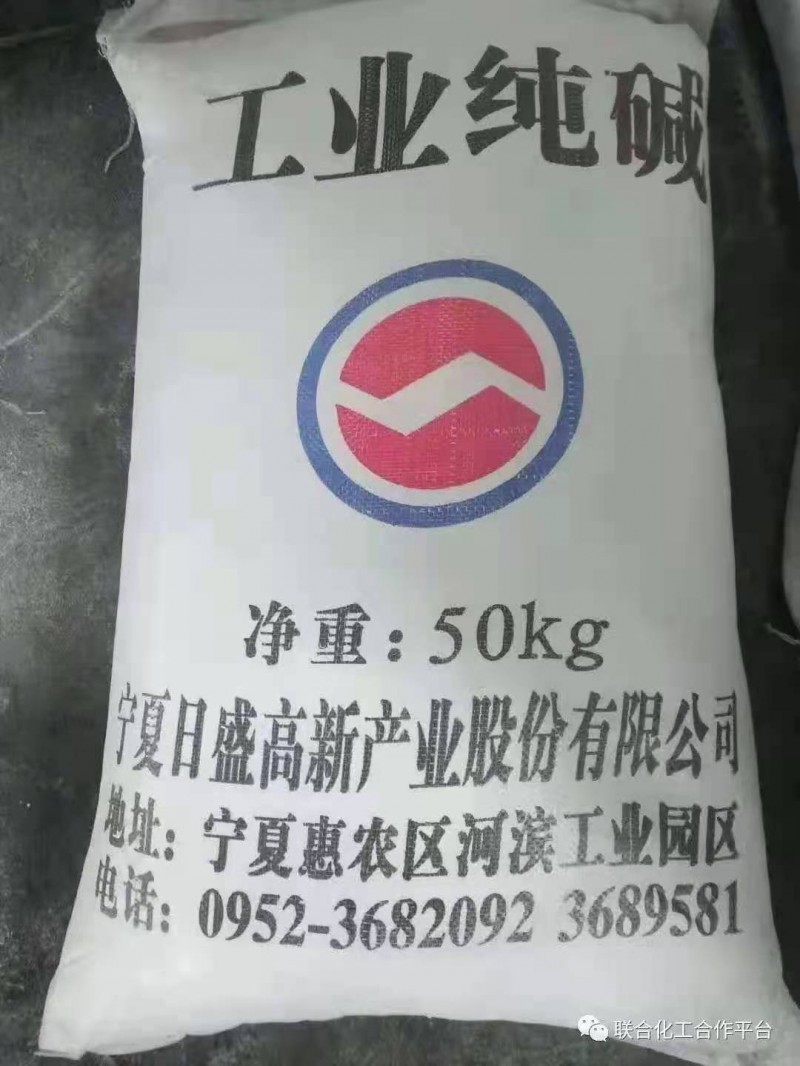 工业纯碱
净重:50kg
宁夏日盛高新产业股份有限公司
地址:宁夏惠农区河滨工业园区
电话:0952-3682092 3689581
联合化工合作平台